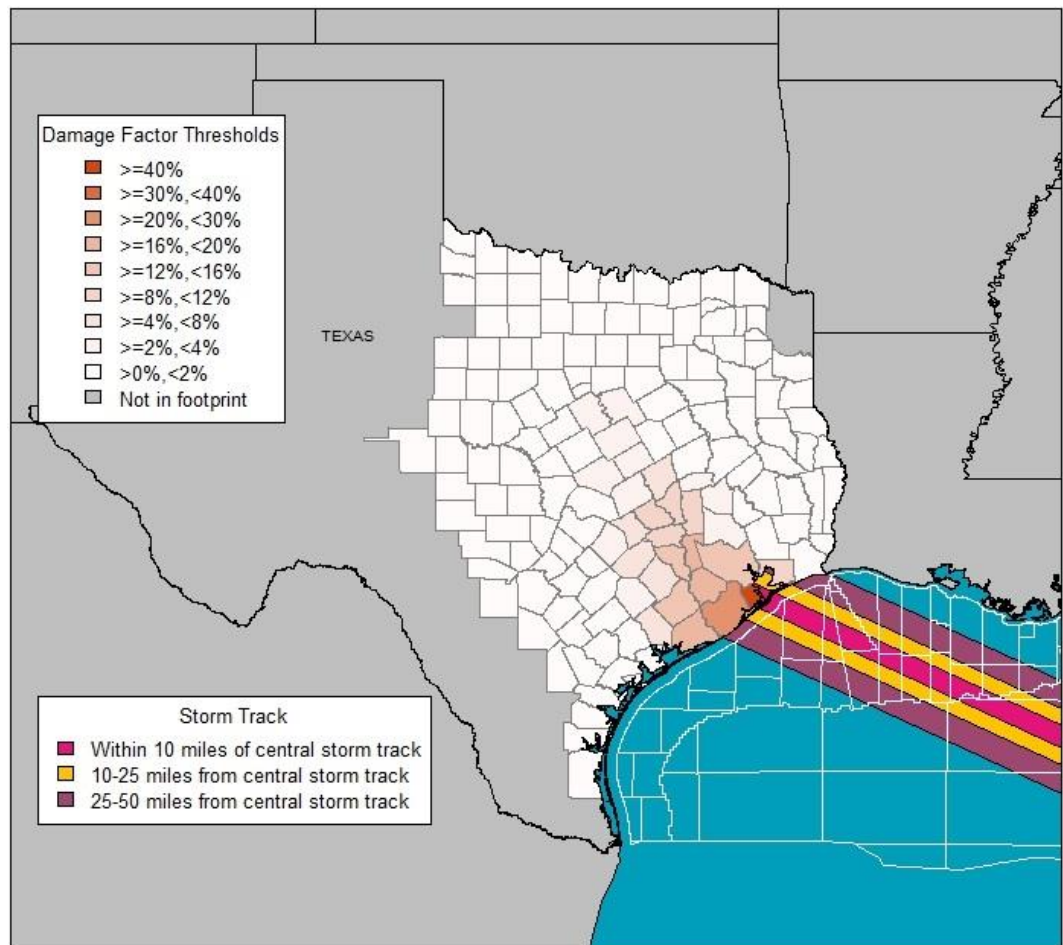 Damage Factor Thresholds
>=40%
>=30%,<40%
>=20%,<30%
>=16%,<20%
>=12%,<16%
>=8%,<12%
>=4%,<8%
>=2%,<4%
>0%,<2%
Not in footprint
TEXAS
Storm Track
Within 10 miles of central storm track
10-25 miles from central storm track
25-50 miles from central storm track